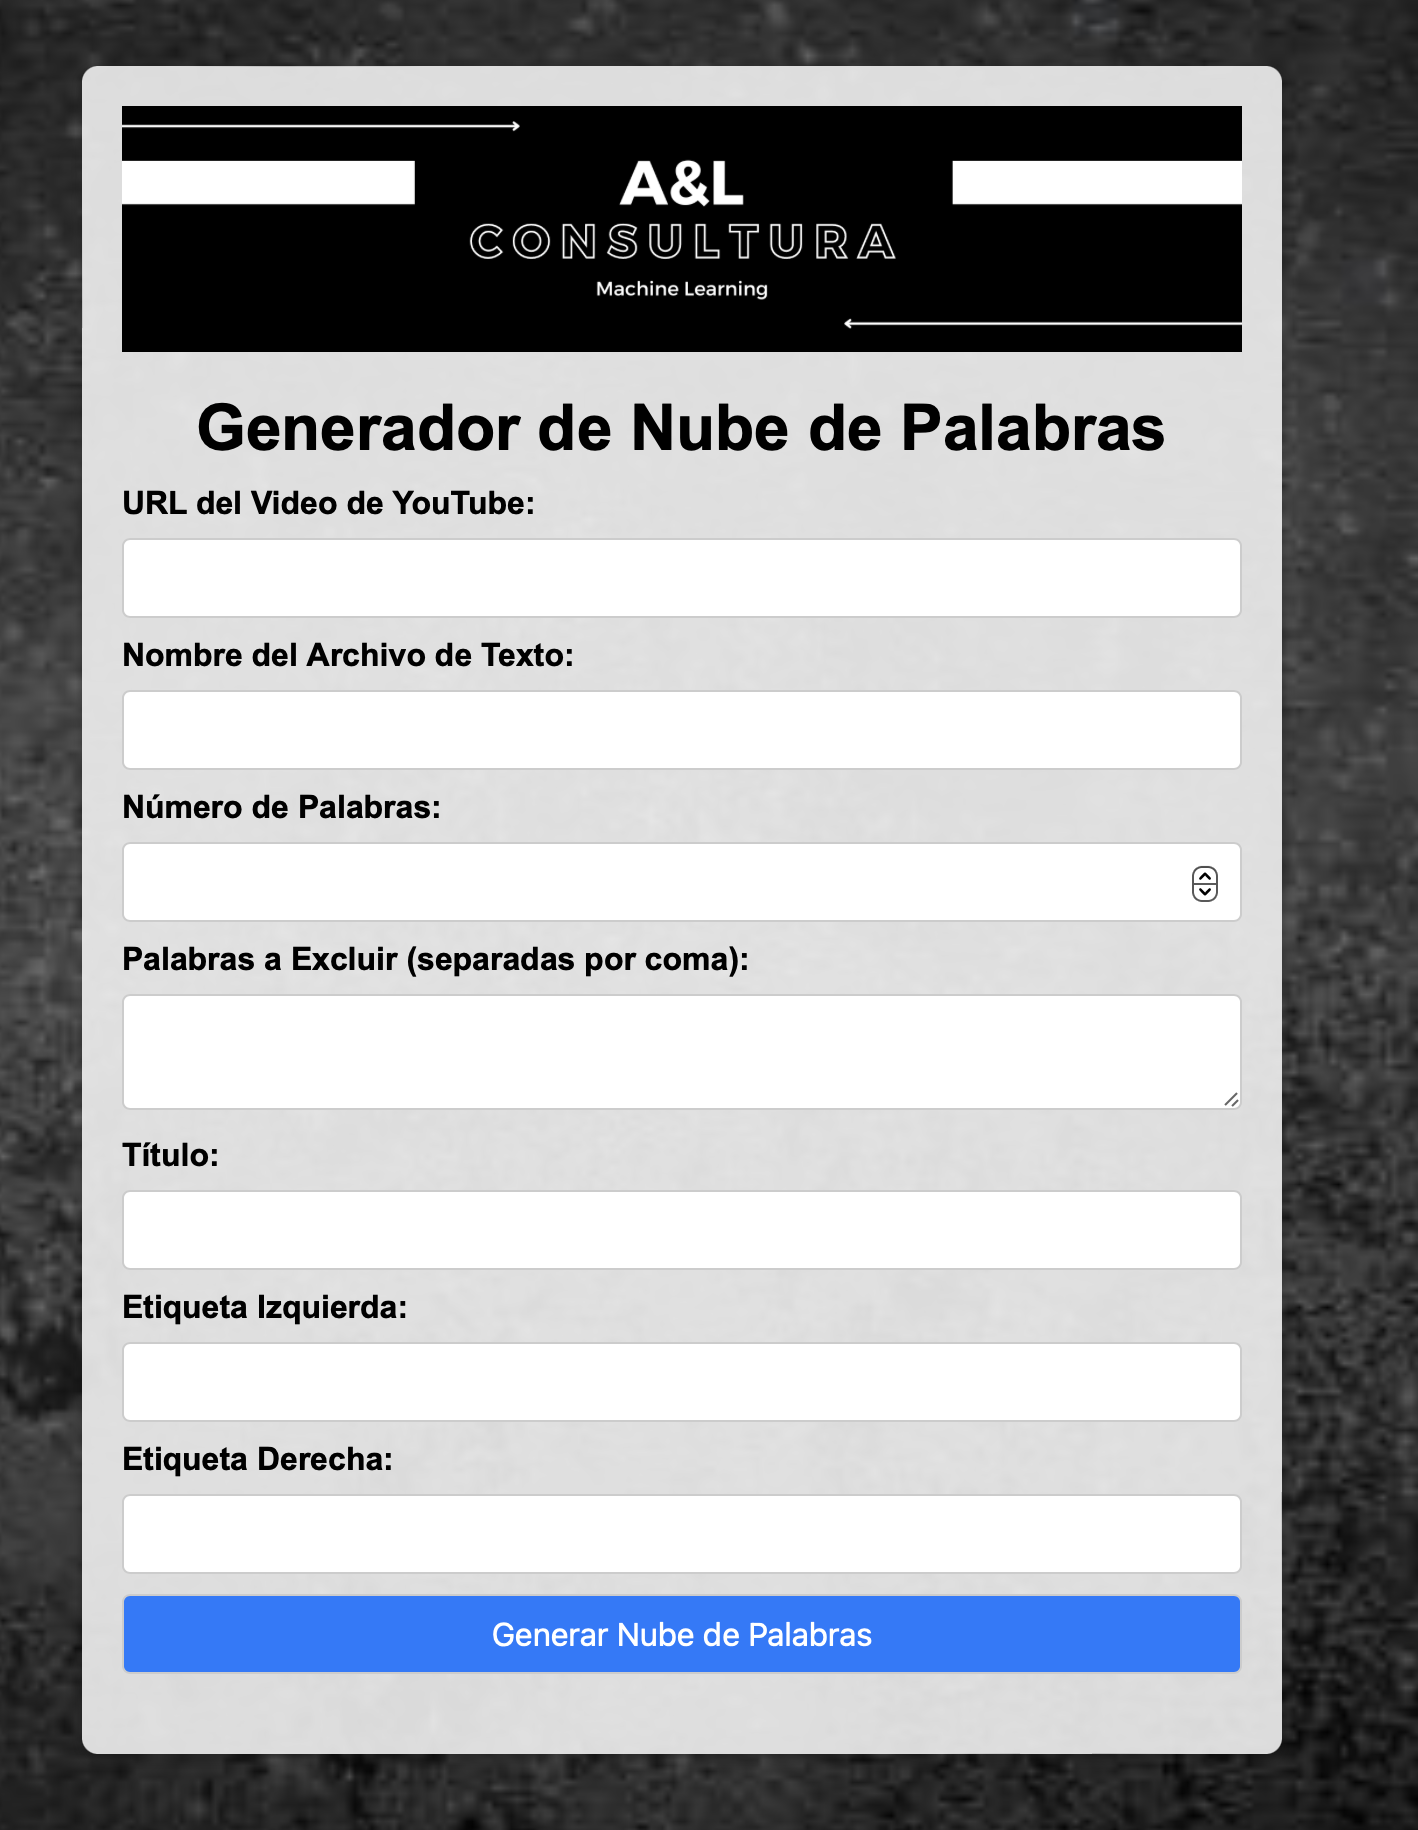 A&L
CONSULTURA
Machine Learning
Generador de Nube de Palabras
URL del Video de YouTube:
Nombre del Archivo de Texto:
Número de Palabras:
Palabras a Excluir (separadas por coma):
Título:
Etiqueta Izquierda:
Etiqueta Derecha:
Generar Nube de Palabras